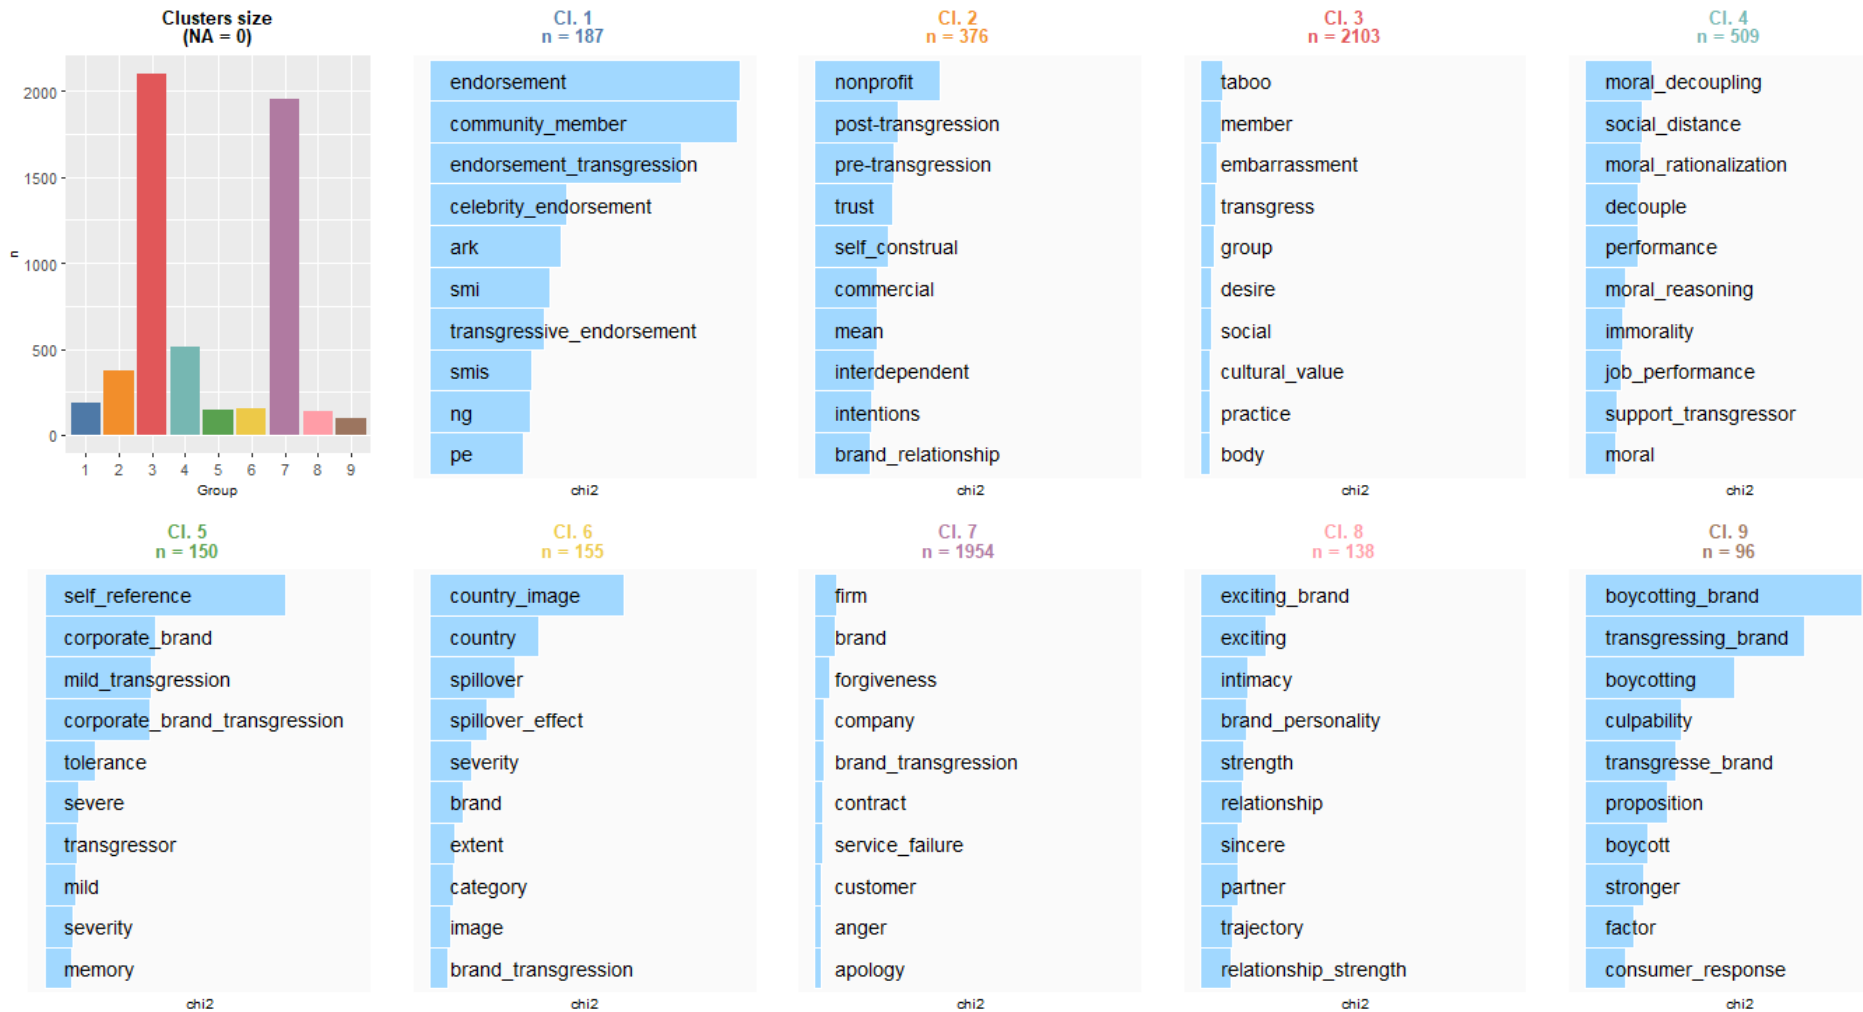 Clusters size
(NA = 0)
2000
1500
1000
500
0
n
1 2 3 4 5 6 7 8 9
Group
Cl. 1
n = 187
endorsement
community_member
endorsement_transgression
celebrity_endorsement
ark
smi
transgressive_endorsement
smis
ng
pe
chi2
Cl. 2
n = 376
nonprofit
post-transgression
pre-transgression
trust
self_construal
commercial
mean
interdependent
intentions
brand_relationship
chi2
Cl. 3
n = 2103
taboo
member
embarrassment
transgress
group
desire
social
cultural_value
practice
body
chi2
Cl. 4
n = 509
moral_decoupling
social_distance
moral_rationalization
decouple
performance
moral_reasoning
immorality
job_performance
support_transgressor
moral
chi2
Cl. 5
n = 150
self_reference
corporate_brand
mild_transgression
corporate_brand_transgression
tolerance
severe
transgressor
mild
severity
memory
chi2
Cl. 6
n = 155
country_image
country
spillover
spillover_effect
severity
brand
extent
category
image
brand_transgression
chi2
Cl. 7
n = 1954
firm
brand
forgiveness
company
brand_transgression
contract
service_failure
customer
anger
apology
chi2
Cl. 8
n = 138
exciting_brand
exciting
intimacy
brand_personality
strength
relationship
sincere
partner
trajectory
relationship_strength
chi2
Cl. 9
n = 96
boycotting_brand
transgressing_brand
boycotting
culpability
transgresse_brand
proposition
boycott
stronger
factor
consumer_response
chi2